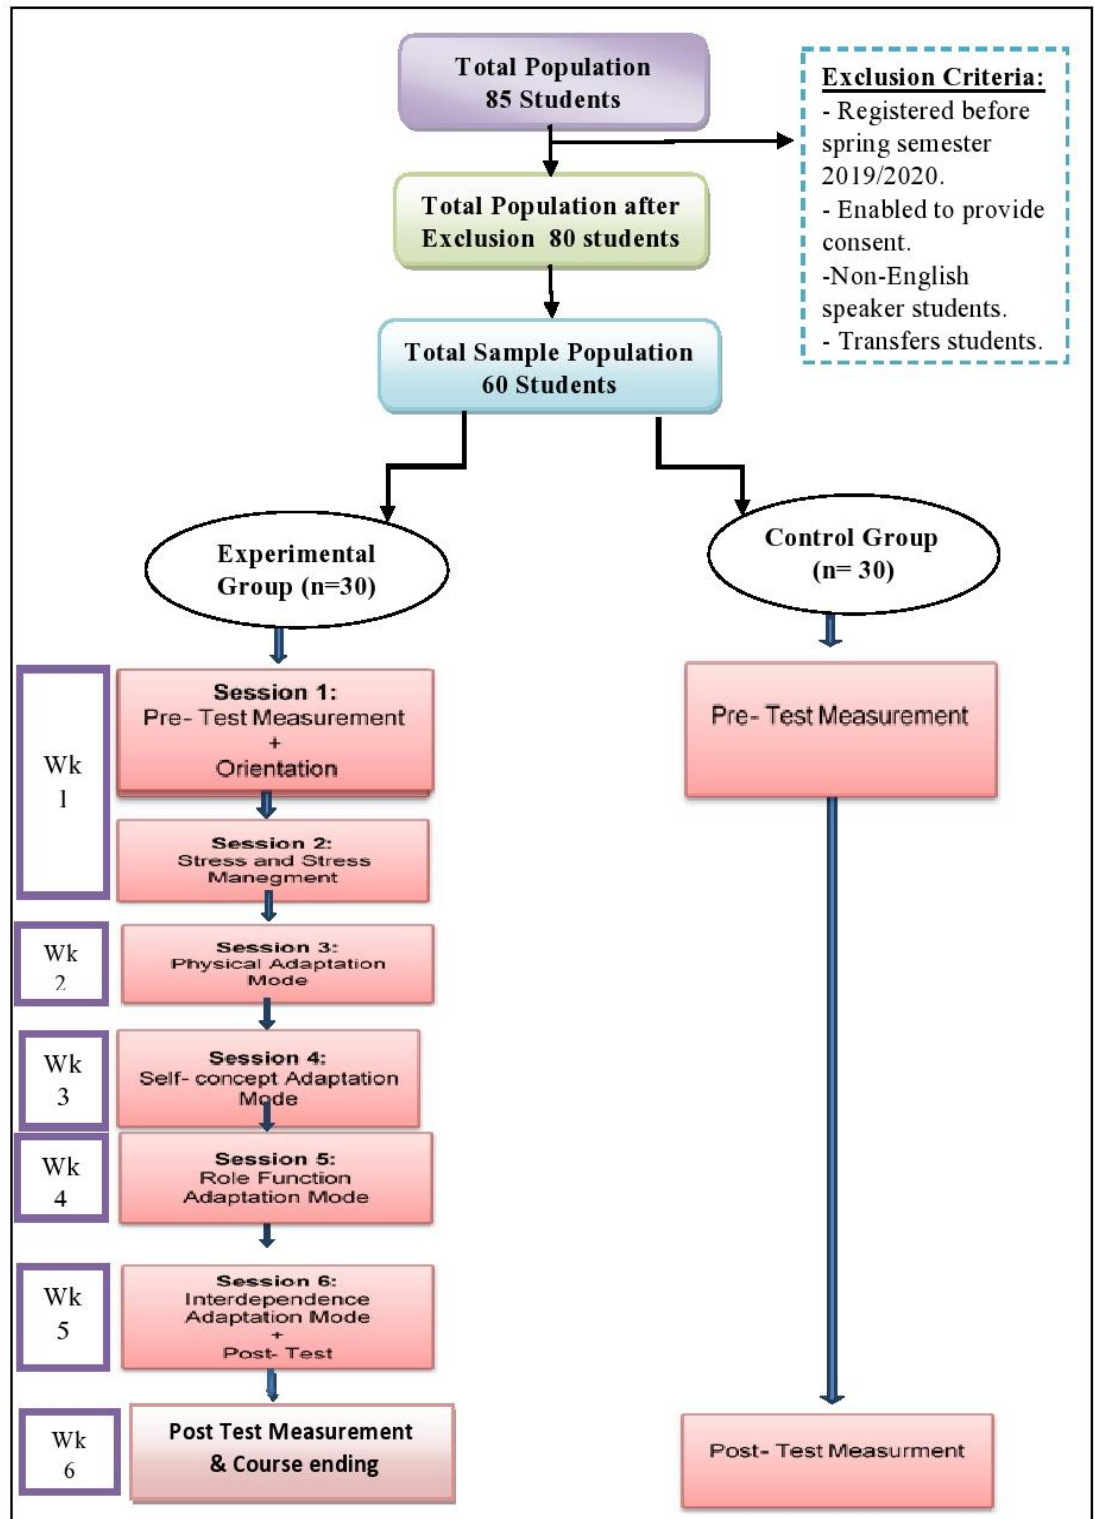 Total Population
85 Students
Exclusion Criteria:
- Registered before
spring semester
2019/2020.
- Enabled to provide
consent.
-Non-English
speaker students.
- Transfers students.
Total Population after
Exclusion 80 students
Total Sample Population
60 Students
Experimental
Group (n=30)
Control Group
(n= 30)
Wk
1
Session 1:
Pre- Test Measurement
+
Orientation
Pre- Test Measurement
Session 2:
Stress and Stress
Manegment
Wk
2
Session 3:
Physical Adaptation
Mode
Wk
3
Session 4:
Self- concept Adaptation
Mode
Wk
4
Session 5:
Role Function
Adaptation Mode
Wk
5
Session 6:
Interdependence
Adaptation Mode
+
Post- Test
Wk
6
Post Test Measurement
& Course ending
Post- Test Measurment